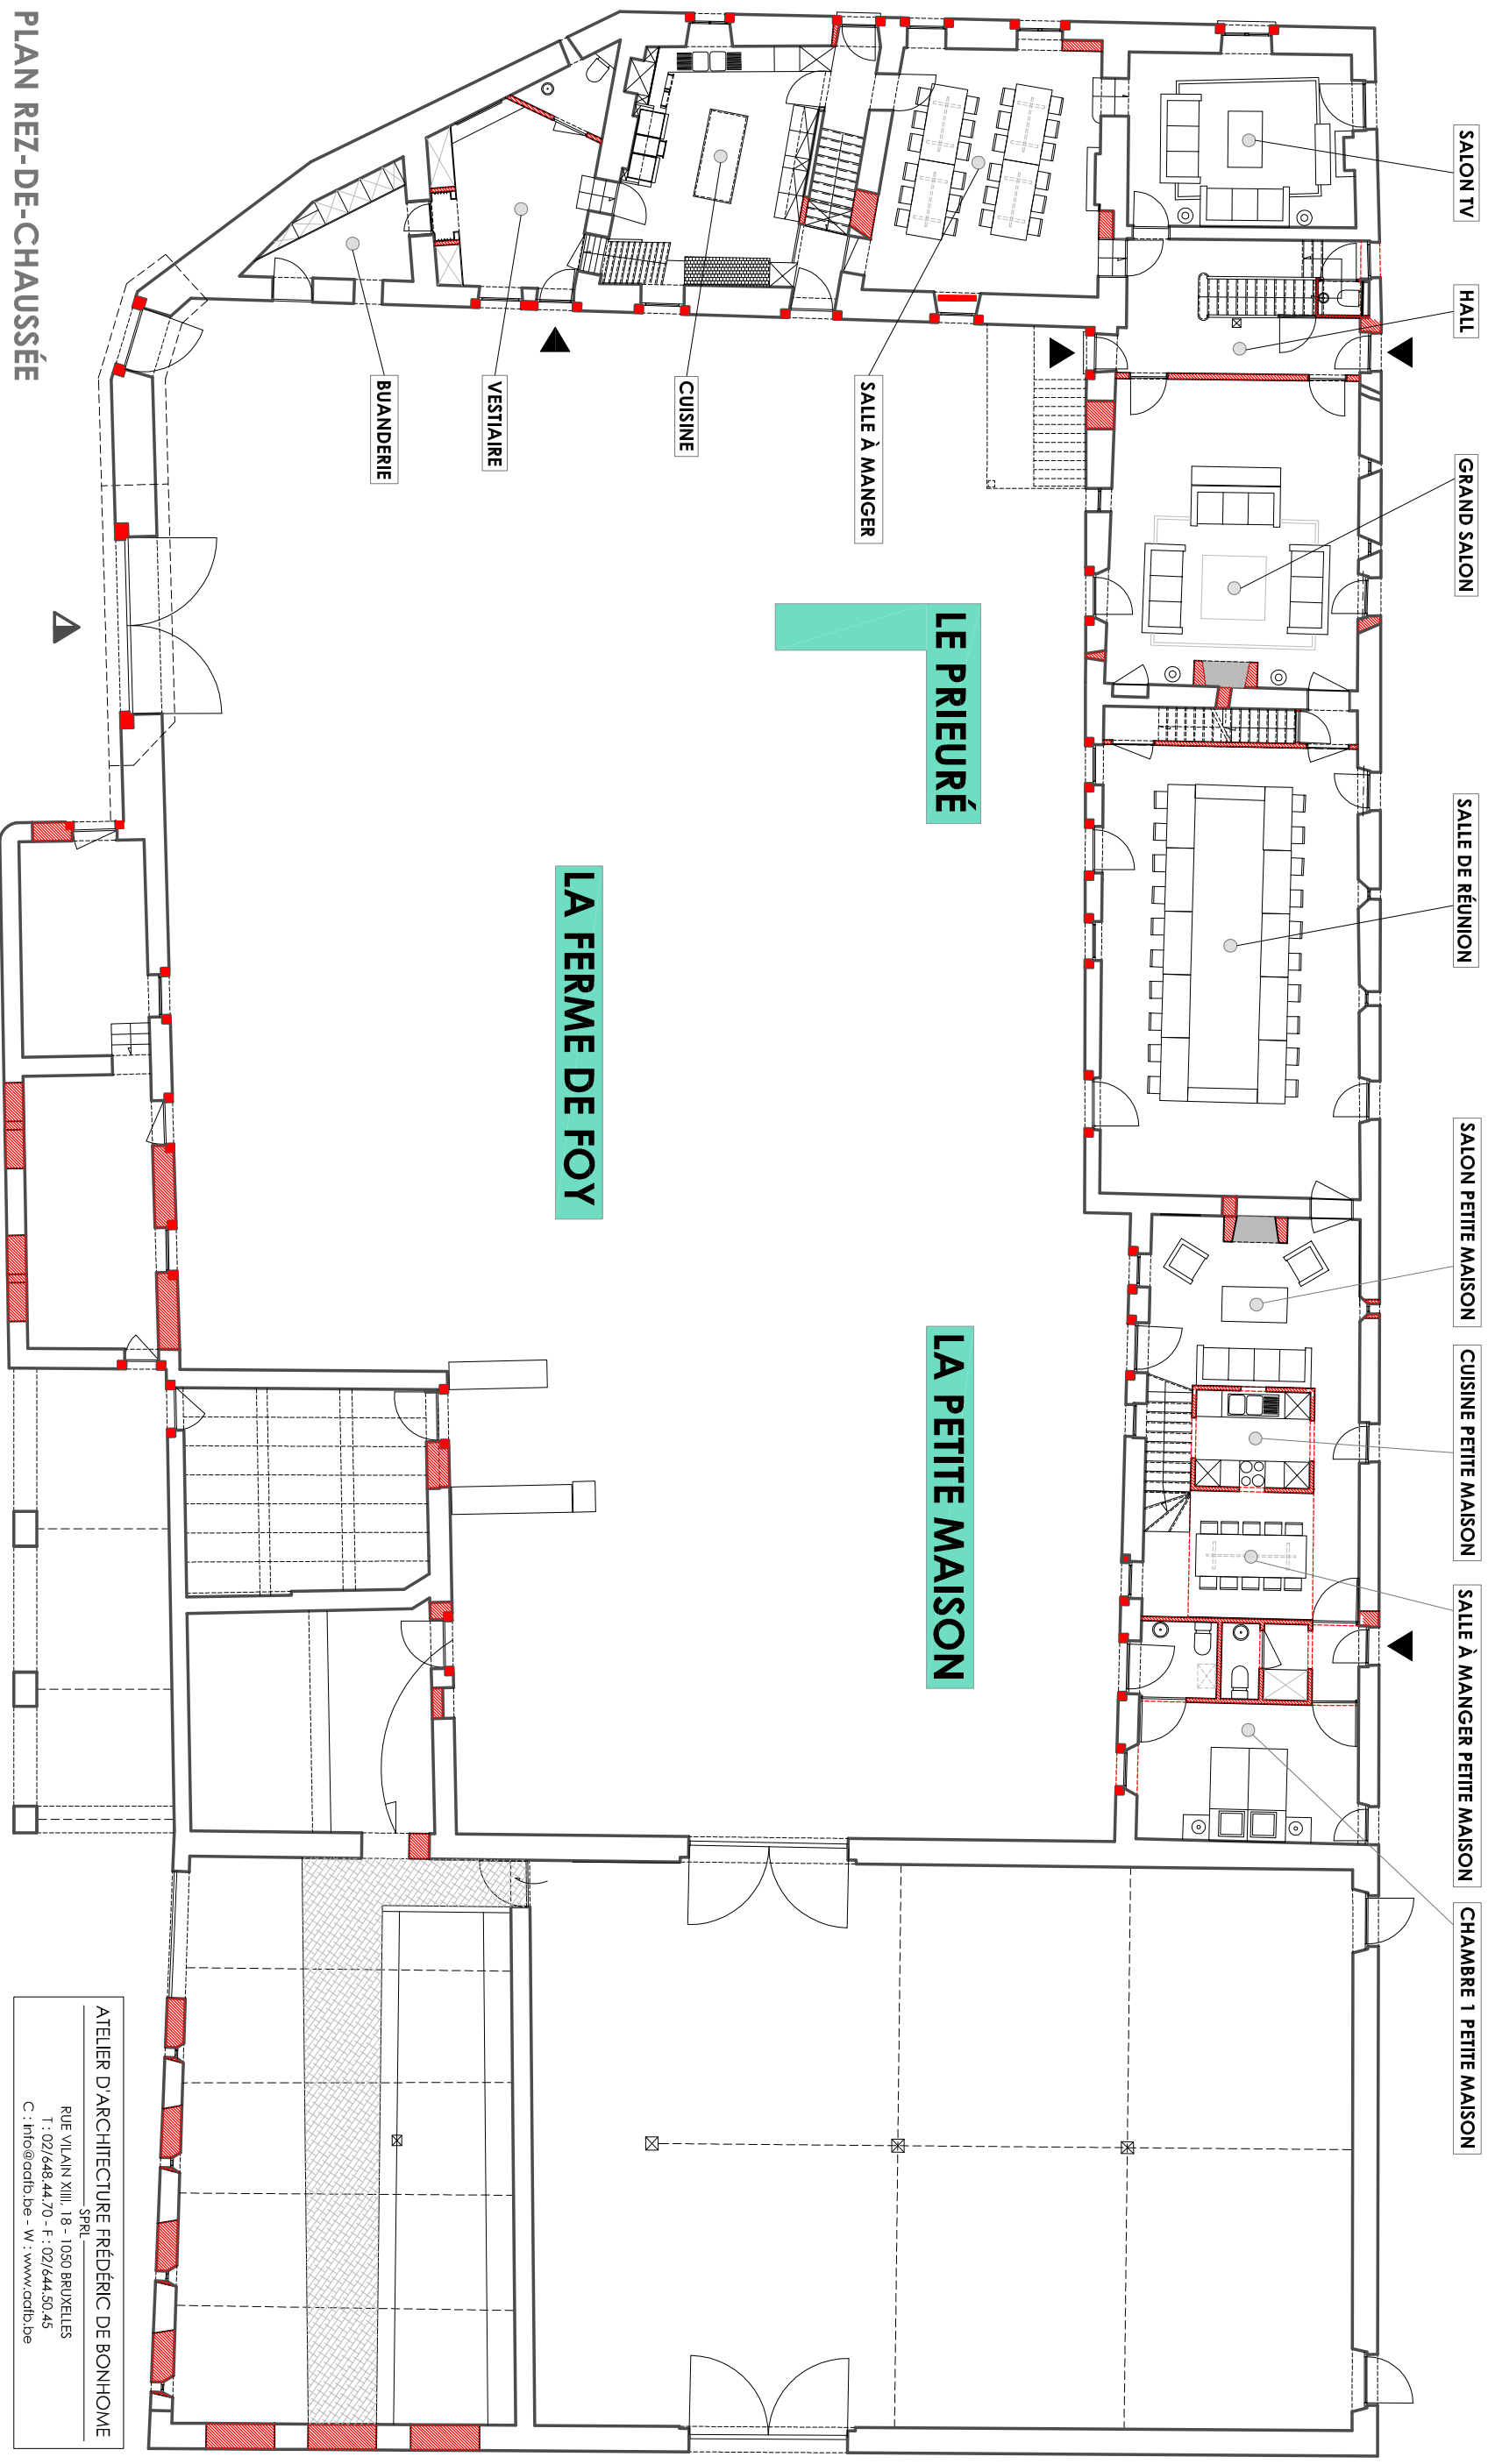 SALON TV
HALL
GRAND SALON
SALLE DE RÉUNION
SALON PETITE MAISON
CUISINE PETITE MAISON
SALLE À MANGER PETITE MAISON
CHAMBRE 1 PETITE MAISON
LE PRIEURÉ
LA PETITE MAISON
SALLE À MANGER
CUISINE
VESTIAIRE
BUANDERIE
LA FERME DE FOY
PLAN REZ-DE-CHAUSSÉE
ATELIER D'ARCHITECTURE FRÉDÉRIC DE BONHOME
SPRL
RUE VILAIN XIIII, 18 - 1050 BRUXELLES
T : 02/648.44.70 - F : 02/644.50.45
C : info@aafb.be - W : www.aafb.be